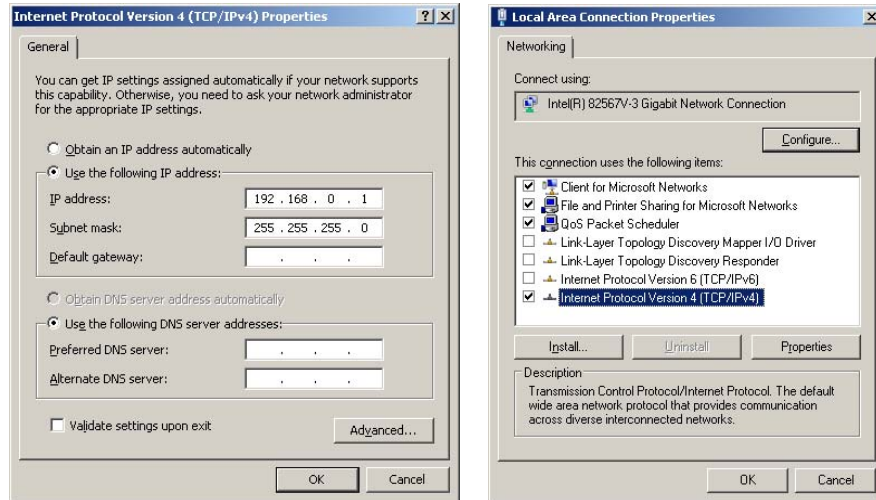 Internet Protocol Version 4 (TCP/IPv4) Properties
General
You can get IP settings assigned automatically if your network supports
this capability. Otherwise, you need to ask your network administrator
for the appropriate IP settings.
Obtain an IP address automatically
Use the following IP address:
IP address: 192 . 168 . 0 . 1
Subnet mask: 255 . 255 . 255 . 0
Default gateway: . . .
Obtain DNS server address automatically
Use the following DNS server addresses:
Preferred DNS server: . . .
Alternate DNS server: . . .
Validate settings upon exit
Advanced...
OK Cancel
Local Area Connection Properties
Networking
Connect using:
Intel(R) 82567V-3 Gigabit Network Connection
Configure...
This connection uses the following items:
Client for Microsoft Networks
File and Printer Sharing for Microsoft Networks
QoS Packet Scheduler
Link-Layer Topology Discovery Mapper I/O Driver
Link-Layer Topology Discovery Responder
Internet Protocol Version 6 (TCP/IPv6)
Internet Protocol Version 4 (TCP/IPv4)
Install... Uninstall Properties
Description
Transmission Control Protocol/Internet Protocol. The default
wide area network protocol that provides communication
across diverse interconnected networks.
OK Cancel